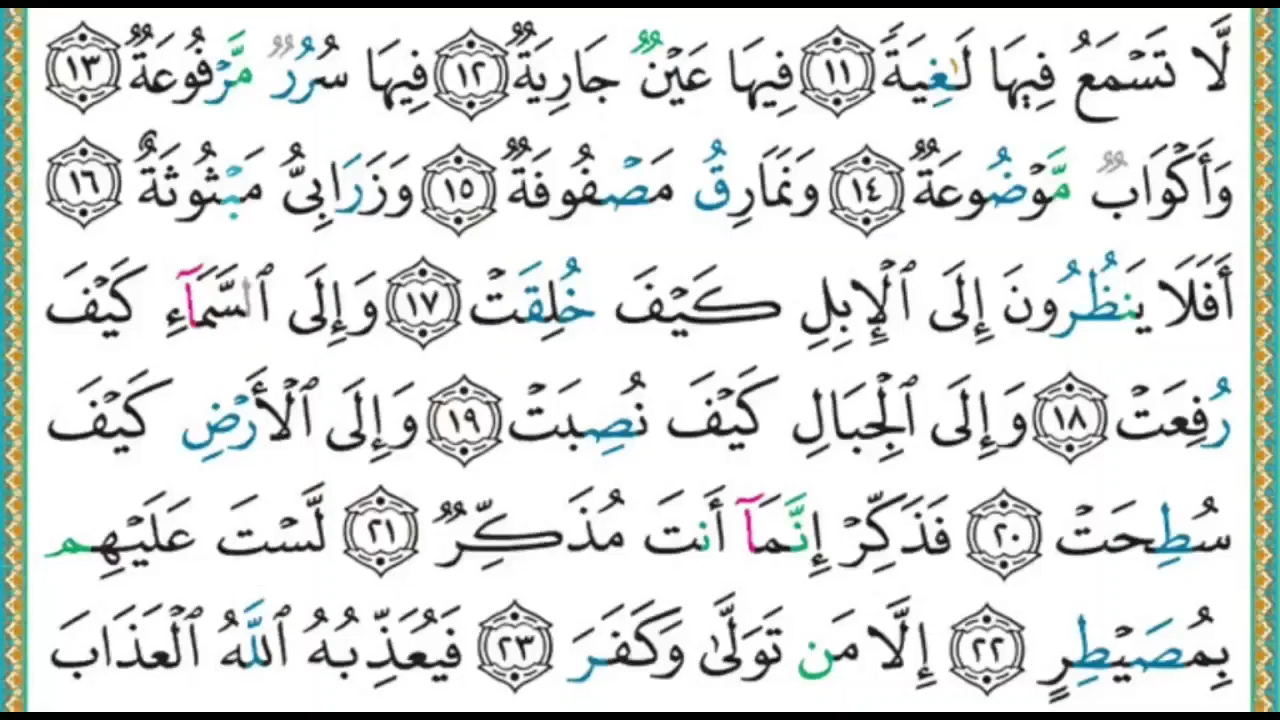 لَّا تَسْمَعُ فِيهَا لَٰغِيَةً ١١ فِيهَا عَيْنٌ جَارِيَةٌ ١٢ فِيهَا سُرُرٌ مَّرْفُوعَةٌ ١٣
وَأَكْوَابٌ مَّوْضُوعَةٌ ١٤ وَنَمَارِقُ مَصْفُوفَةٌ ١٥ وَزَرَابِىُّ مَبْثُوثَةٌ ١٦
أَفَلَا يَنظُرُونَ إِلَى ٱلْإِبِلِ كَيْفَ خُلِقَتْ ١٧ وَإِلَى ٱلسَّمَآءِ كَيْفَ
رُفِعَتْ ١٨ وَإِلَى ٱلْجِبَالِ كَيْفَ نُصِبَتْ ١٩ وَإِلَى ٱلْأَرْضِ كَيْفَ
سُطِحَتْ ٢٠ فَذَكِّرْ إِنَّمَآ أَنتَ مُذَكِّرٌ ٢١ لَّسْتَ عَلَيْهِم
بِمُصَيْطِرٍ ٢٢ إِلَّا مَن تَوَلَّىٰ وَكَفَرَ ٢٣ فَيُعَذِّبُهُ ٱللَّهُ ٱلْعَذَابَ